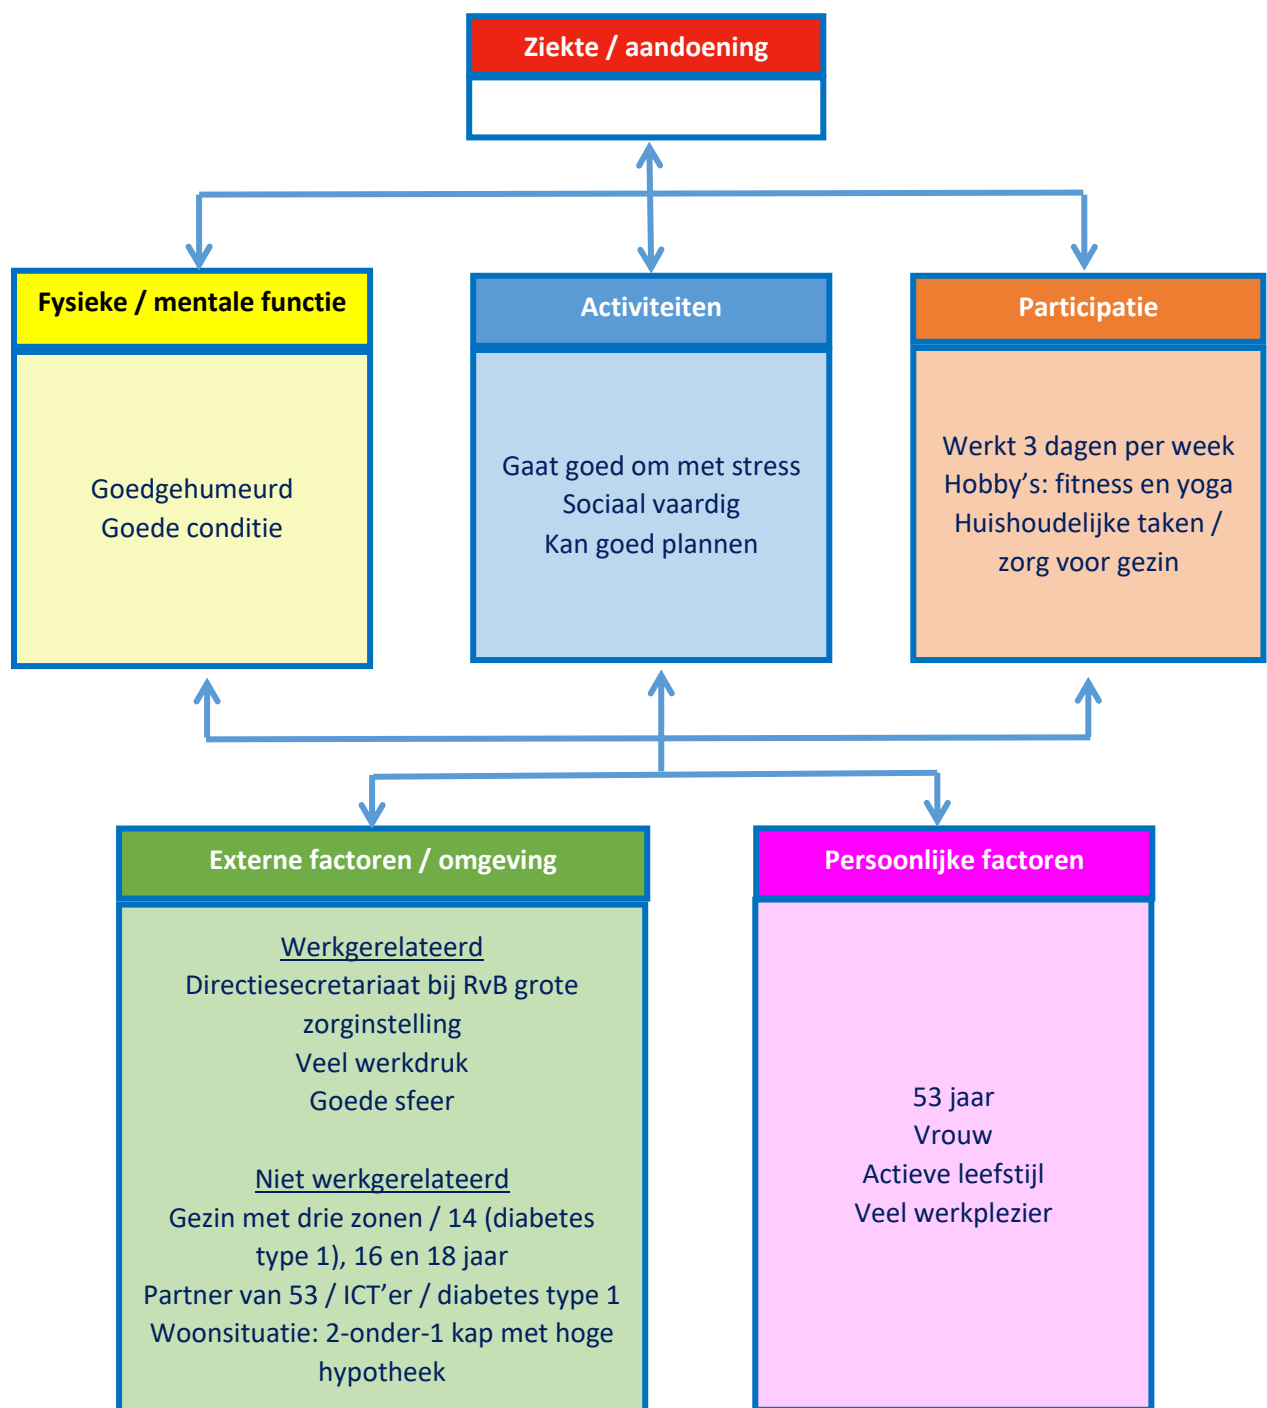 Ziekte / aandoening
Fysieke / mentale functie
Goedgehumeurd
Goede conditie
Activiteiten
Gaat goed om met stress
Sociaal vaardig
Kan goed plannen
Participatie
Werkt 3 dagen per week
Hobby’s: fitness en yoga
Huishoudelijke taken /
zorg voor gezin
Externe factoren / omgeving
Werkgerelateerd
Directiesecretariaat bij RvB grote
zorginstelling
Veel werkdruk
Goede sfeer
Niet werkgerelateerd
Gezin met drie zonen / 14 (diabetes
type 1), 16 en 18 jaar
Partner van 53 / ICT’er / diabetes type 1
Woonsituatie: 2-onder-1 kap met hoge
hypotheek
Persoonlijke factoren
53 jaar
Vrouw
Actieve leefstijl
Veel werkplezier